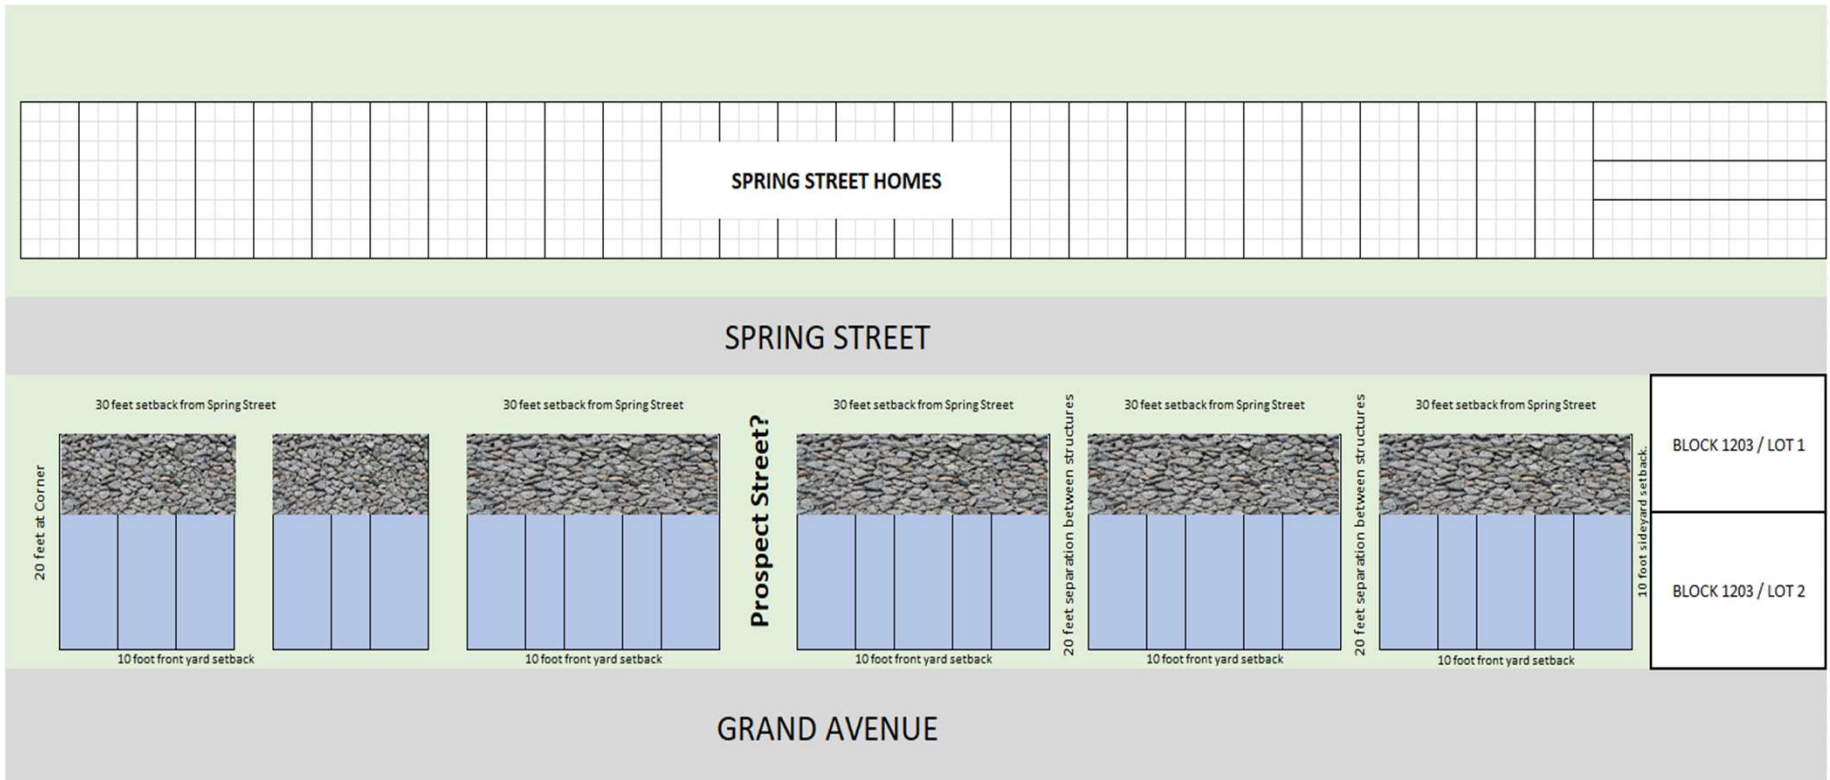 SPRING STREET HOMES
SPRING STREET
30 feet setback from Spring Street
30 feet setback from Spring Street
30 feet setback from Spring Street
30 feet setback from Spring Street
30 feet setback from Spring Street
20 feet at Corner
Prospect Street?
20 feet separation between structures
20 feet separation between structures
10 foot sideyard setback.
BLOCK 1203 / LOT 1
BLOCK 1203 / LOT 2
10 foot front yard setback
10 foot front yard setback
10 foot front yard setback
10 foot front yard setback
10 foot front yard setback
GRAND AVENUE